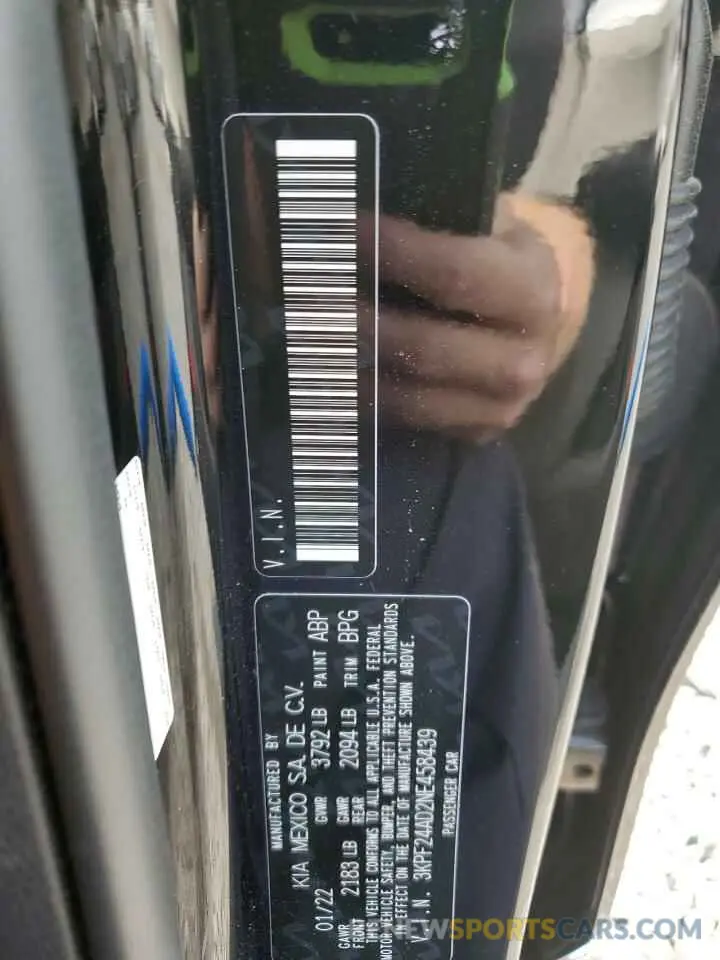 V.I.N.
MANUFACTURED BY
KIA MEXICO S.A. DE C.V.
01/22 GVWR 3792 LB PAINT ABP
GAWR FRONT 2183 LB GAWR REAR 2094 LB TRIM BPG
THIS VEHICLE CONFORMS TO ALL APPLICABLE U.S.A. FEDERAL
MOTOR VEHICLE SAFETY, BUMPER, AND THEFT PREVENTION STANDARDS
IN EFFECT ON THE DATE OF MANUFACTURE SHOWN ABOVE.
V.I.N. 3KPF24AD2NE458439
PASSENGER CAR
NEWSPORTSCARS.COM